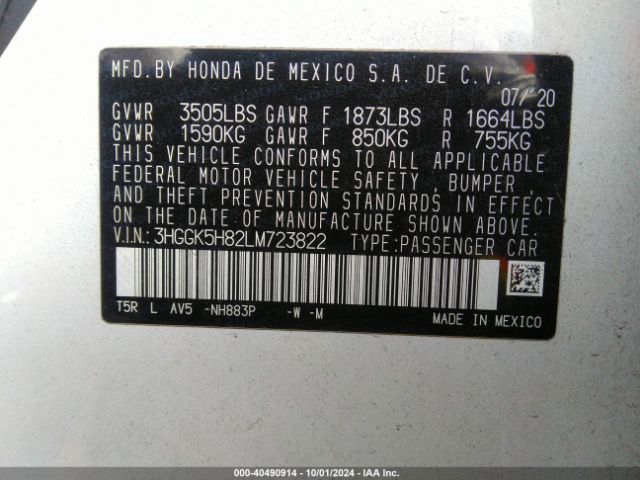 MFD. BY HONDA DE MEXICO S.A. DE C.V.
07/'20
GVWR 3505LBS GAWR F 1873LBS R 1664LBS
GVWR 1590KG GAWR F 850KG R 755KG
THIS VEHICLE CONFORMS TO ALL APPLICABLE
FEDERAL MOTOR VEHICLE SAFETY , BUMPER ,
AND THEFT PREVENTION STANDARDS IN EFFECT
ON DATE OF MANUFACTURE SHOWN ABOVE.
V.I.N.: 3HGGK5H82LM723822 TYPE:PASSENGER CAR
T5R L AV5 -NH883P -W -M
MADE IN MEXICO
000-40490914 - 10/01/2024 - IAA Inc.